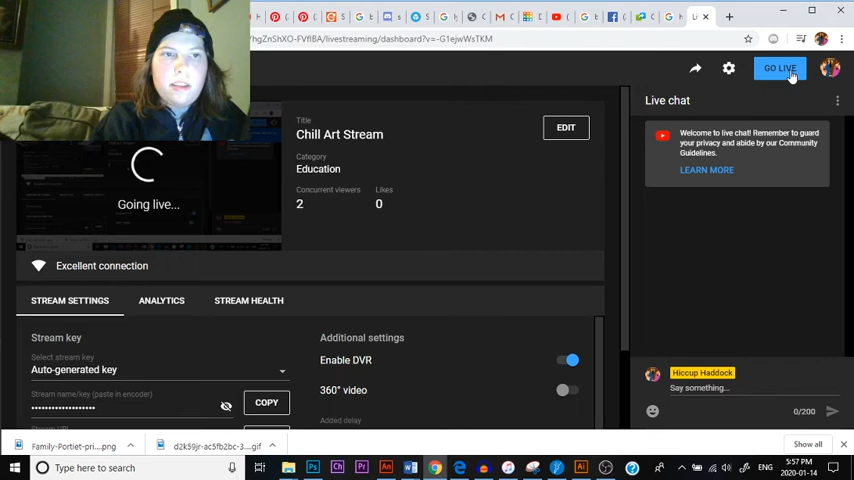 hgZnShXO-FVfIBA/livestreaming/dashboard?v=-G1ejwWsTKM
GO LIVE
Live chat
Welcome to live chat! Remember to guard
your privacy and abide by our Community
Guidelines.
LEARN MORE
Going live...
Title
Chill Art Stream
EDIT
Category
Education
Concurrent viewers
Likes
2
0
Excellent connection
STREAM SETTINGS
ANALYTICS
STREAM HEALTH
Stream key
Select stream key
Auto-generated key
Stream name/key (paste in encoder)
COPY
Additional settings
Enable DVR
360° video
Added delay
Hiccup Haddock
Say something...
0/200
Family-Portiet-pri....png
d2k59jr-ac5fb2bc-3....gif
Show all
Type here to search
ENG
5:57 PM
2020-01-14